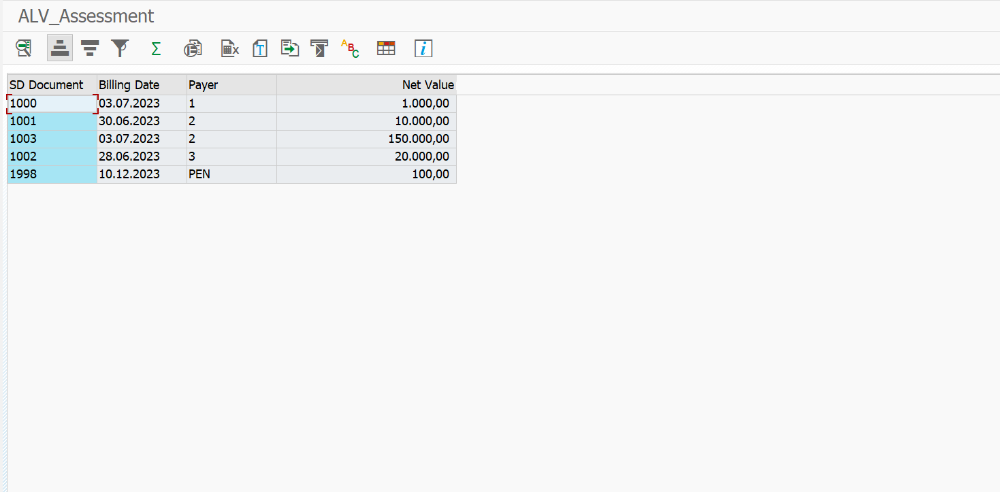 ALV_Assessment
SD Document Billing Date Payer Net Value
1000 03.07.2023 1 1.000,00
1001 30.06.2023 2 10.000,00
1003 03.07.2023 2 150.000,00
1002 28.06.2023 3 20.000,00
1998 10.12.2023 PEN 100,00